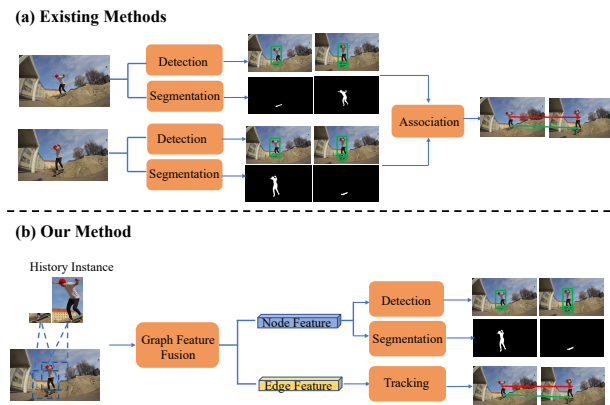 (a) Existing Methods
Detection
Segmentation
Detection
Segmentation
Association
(b) Our Method
History Instance
Graph Feature
Fusion
Node Feature
Edge Feature
Detection
Segmentation
Tracking